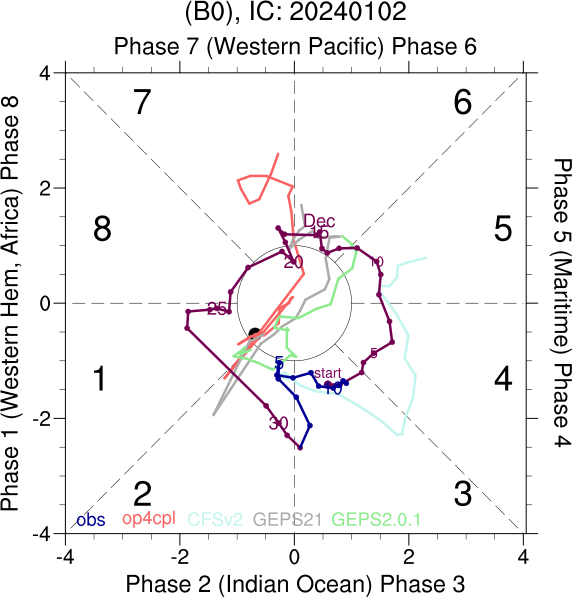 (B0), IC: 20240102
Phase 7 (Western Pacific) Phase 6
Phase 1 (Western Hem, Africa) Phase 8
Phase 5 (Maritime) Phase 4
4
2
0
-2
-4
7
6
8
5
1
4
2
3
Dec
15
20
10
25
5
5
start
10
30
obs op4cpl CFSv2 GEPS21 GEPS2.0.1
-4 -2 0 2 4
Phase 2 (Indian Ocean) Phase 3